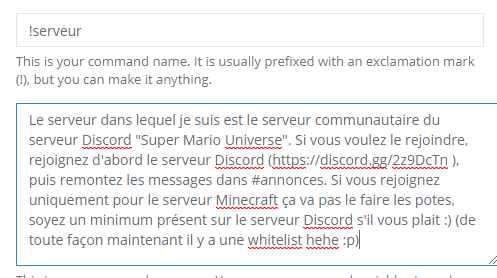 !serveur
This is your command name. It is usually prefixed with an exclamation mark
(!), but you can make it anything.
Le serveur dans lequel je suis est le serveur communautaire du
serveur Discord "Super Mario Universe". Si vous voulez le rejoindre,
rejoignez d'abord le serveur Discord (https://discord.gg/2z9DcTn ),
puis remontez les messages dans #annonces. Si vous rejoignez
uniquement pour le serveur Minecraft ça va pas le faire les potes,
soyez un minimum présent sur le serveur Discord s'il vous plait :) (de
toute façon maintenant il y a une whitelist hehe :p)